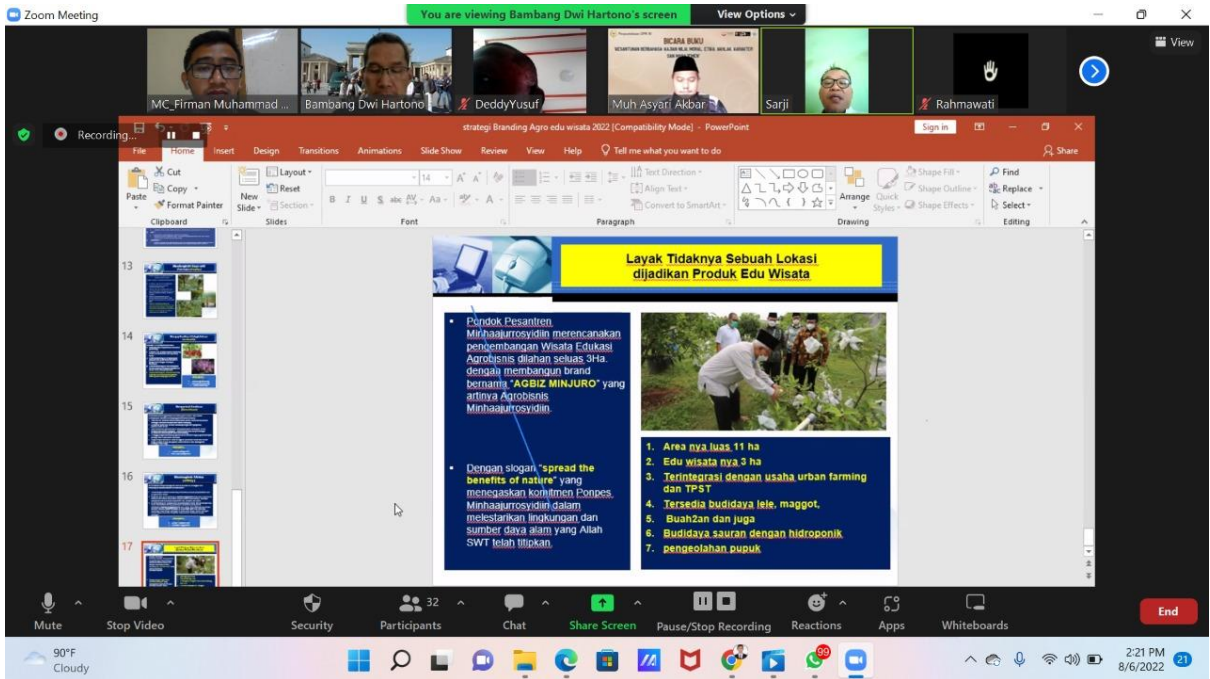 Zoom Meeting
You are viewing Bambang Dwi Hartono's screen
View Options
View
BICARA BUKU
MC_Firman Muhammad ...
Bambang Dwi Hartono
DeddyYusuf
Muh Asyari Akbar
Sarji
Rahmawati
Recording...
strategi Branding Agro edu wisata 2022 [Compatibility Mode] - PowerPoint
Sign in
File Home Insert Design Transitions Animations Slide Show Review View Help Tell me what you want to do
Share
Paste
Cut
Copy
Format Painter
Clipboard
New
Slide
Layout
Reset
Section
Slides
14
Font
Text Direction
Align Text
Convert to SmartArt
Paragraph
Arrange
Quick
Styles
Shape Fill
Shape Outline
Shape Effects
Drawing
Find
Replace
Select
Editing
13
14
15
16
17
Layak Tidaknya Sebuah Lokasi
dijadikan Produk Edu Wisata
Pondok Pesantren
Minhaajurrosyidiin merencanakan
pengembangan Wisata Edukasi
Agrobisnis dilahan seluas 3Ha.
dengan membangun brand
bernama "AGBIZ MINJURO" yang
artinya Agrobisnis
Minhaajurrosyidiin.
Dengan slogan "spread the
benefits of nature" yang
menegaskan komitmen Ponpes
Minhaajurrosyidiin dalam
melestarikan lingkungan dan
sumber daya alam yang Allah
SWT telah titipkan.
1. Area nya luas 11 ha
2. Edu wisata nya 3 ha
3. Terintegrasi dengan usaha urban farming
dan TPST
4. Tersedia budidaya lele, maggot,
5. Buah2an dan juga
6. Budidaya sauran dengan hidroponik
7. pengeolahan pupuk
Mute
Stop Video
Security
Participants
32
Chat
Share Screen
Pause/Stop Recording
Reactions
Apps
Whiteboards
End
90°F
Cloudy
99
2:21 PM
8/6/2022
21